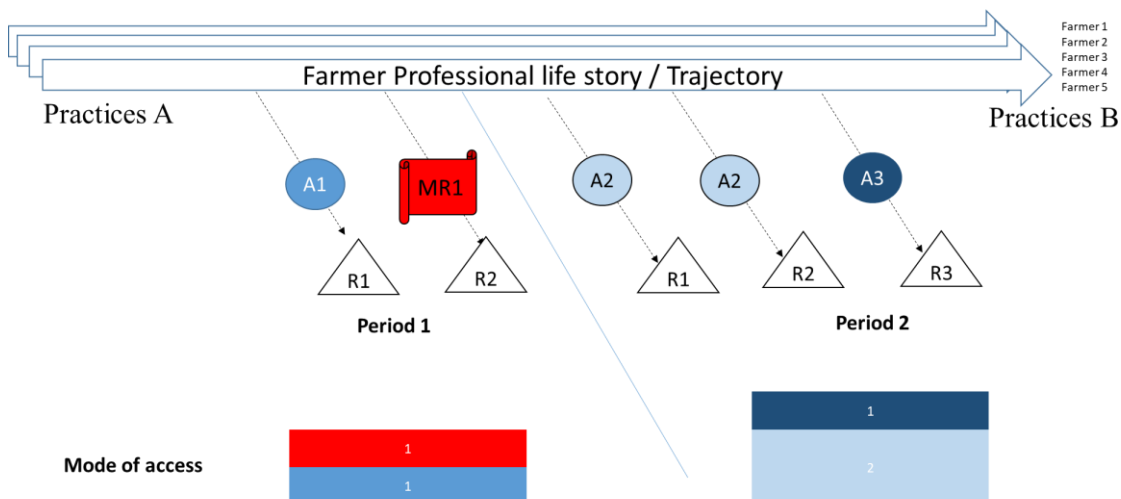 Farmer 1
Farmer 2
Farmer 3
Farmer 4
Farmer 5
Farmer Professional life story / Trajectory
Practices A
Practices B
A1
MR1
A2
A2
A3
R1
R2
R1
R2
R3
Period 1
Period 2
1
1
2
Mode of access
1